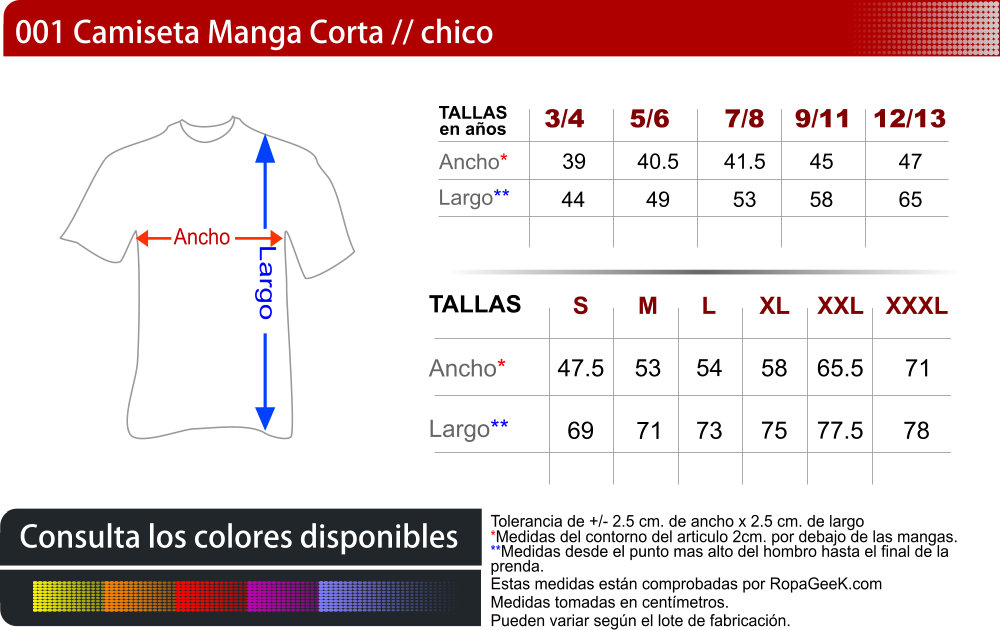 001 Camiseta Manga Corta // chico
Ancho
Largo
TALLAS en años 3/4 5/6 7/8 9/11 12/13
Ancho* 39 40.5 41.5 45 47
Largo** 44 49 53 58 65
TALLAS S M L XL XXL XXXL
Ancho* 47.5 53 54 58 65.5 71
Largo** 69 71 73 75 77.5 78
Consulta los colores disponibles
Tolerancia de +/- 2.5 cm. de ancho x 2.5 cm. de largo
*Medidas del contorno del articulo 2cm. por debajo de las mangas.
**Medidas desde el punto mas alto del hombro hasta el final de la
prenda.
Estas medidas están comprobadas por RopaGeeK.com
Medidas tomadas en centímetros.
Pueden variar según el lote de fabricación.